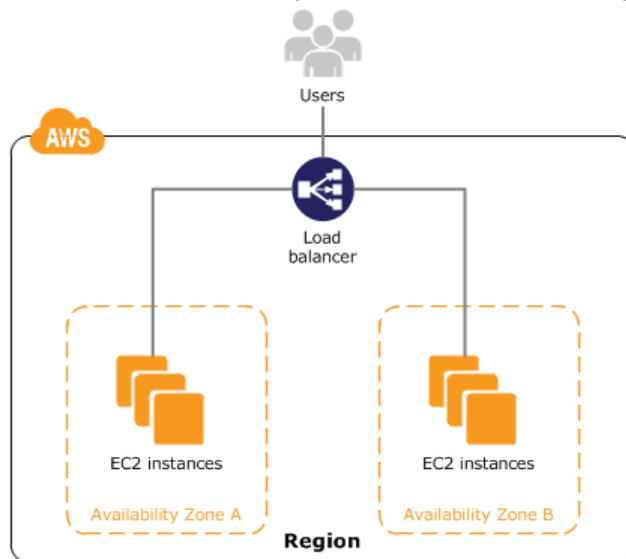 Users
AWS
Load
balancer
EC2 instances
EC2 instances
Availability Zone A
Availability Zone B
Region